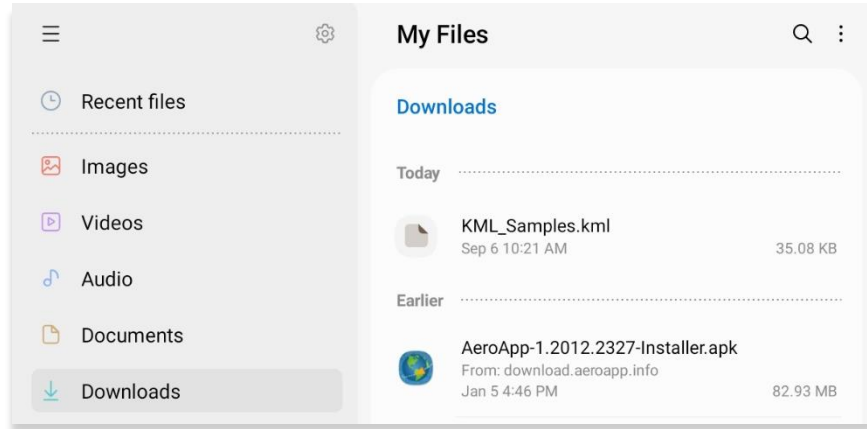 My Files
Recent files
Images
Videos
Audio
Documents
Downloads
Downloads
Today
KML_Samples.kml
Sep 6 10:21 AM 35.08 KB
Earlier
AeroApp-1.2012.2327-Installer.apk
From: download.aeroapp.info
Jan 5 4:46 PM 82.93 MB